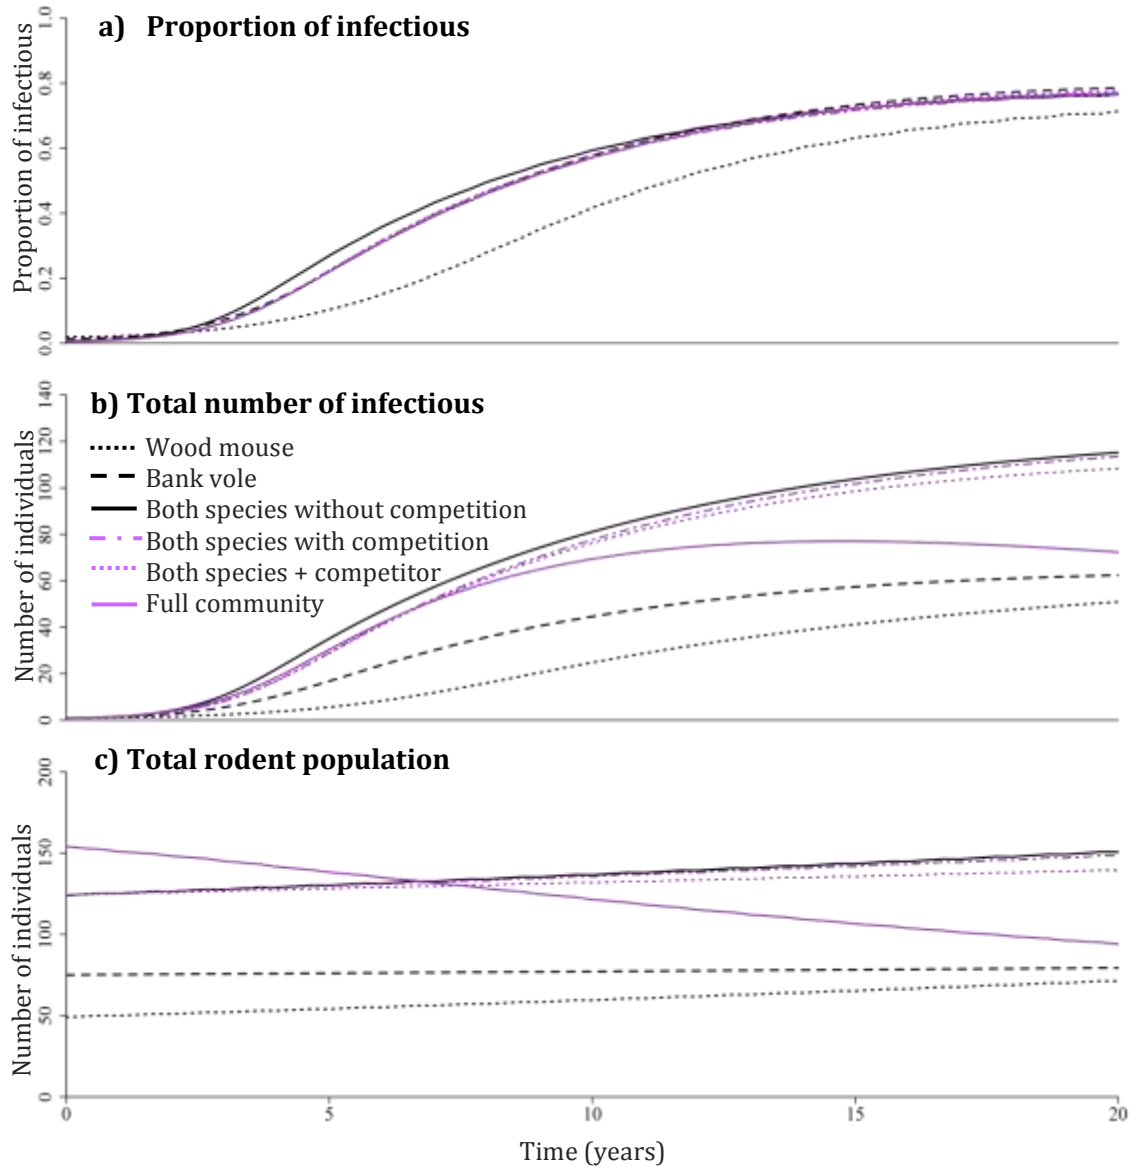 a) Proportion of infectious
Proportion of infectious
1.0
0.8
0.6
0.4
0.2
0.0
b) Total number of infectious
Number of individuals
140
120
100
80
60
40
20
0
Wood mouse
Bank vole
Both species without competition
Both species with competition
Both species + competitor
Full community
c) Total rodent population
Number of individuals
200
150
100
50
0
0 5 10 15 20
Time (years)